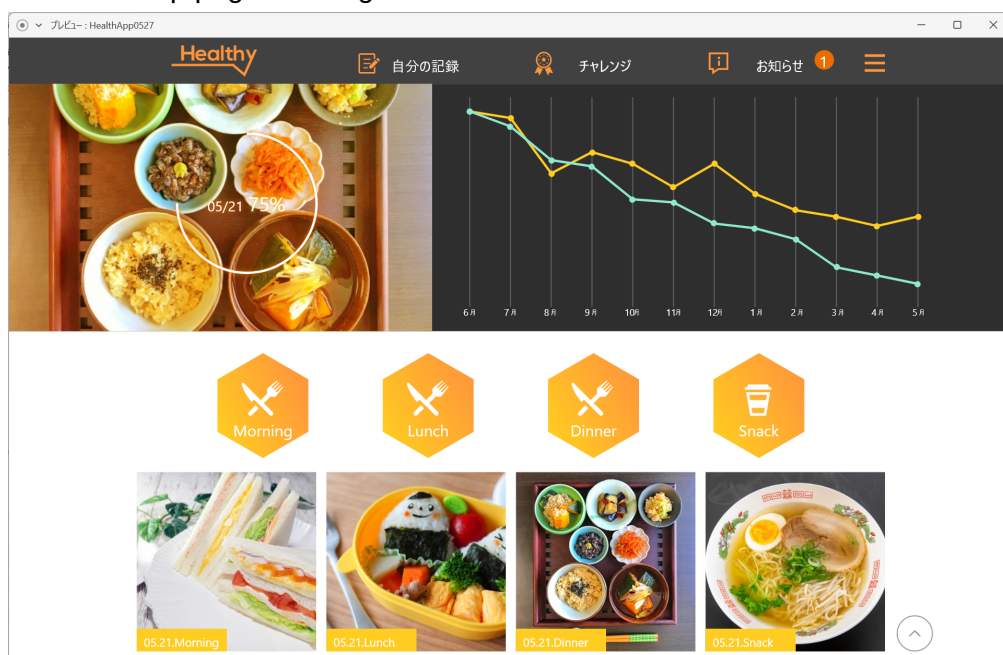 プレビュー : HealthApp0527
Healthy
自分の記録
チャレンジ
お知らせ 1
05/21 75%
6月 7月 8月 9月 10月 11月 12月 1月 2月 3月 4月 5月
Morning
Lunch
Dinner
Snack
05.21.Morning
05.21.Lunch
05.21.Dinner
05.21.Snack